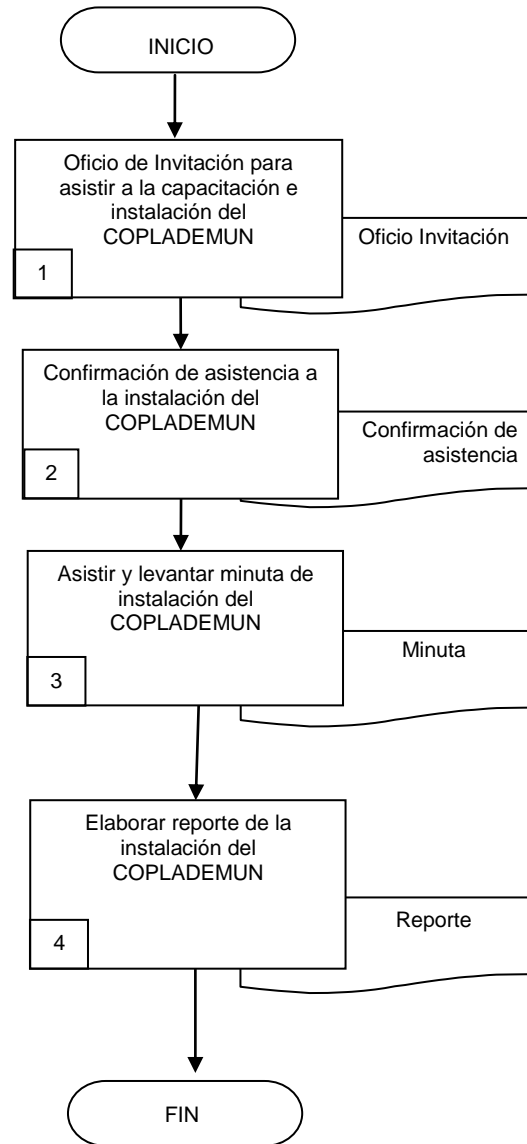 INICIO
Oficio de Invitación para
asistir a la capacitación e
instalación del
COPLADEMUN
Oficio Invitación
1
Confirmación de asistencia a
la instalación del
COPLADEMUN
Confirmación de
asistencia
2
Asistir y levantar minuta de
instalación del
COPLADEMUN
Minuta
3
Elaborar reporte de la
instalación del
COPLADEMUN
Reporte
4
FIN